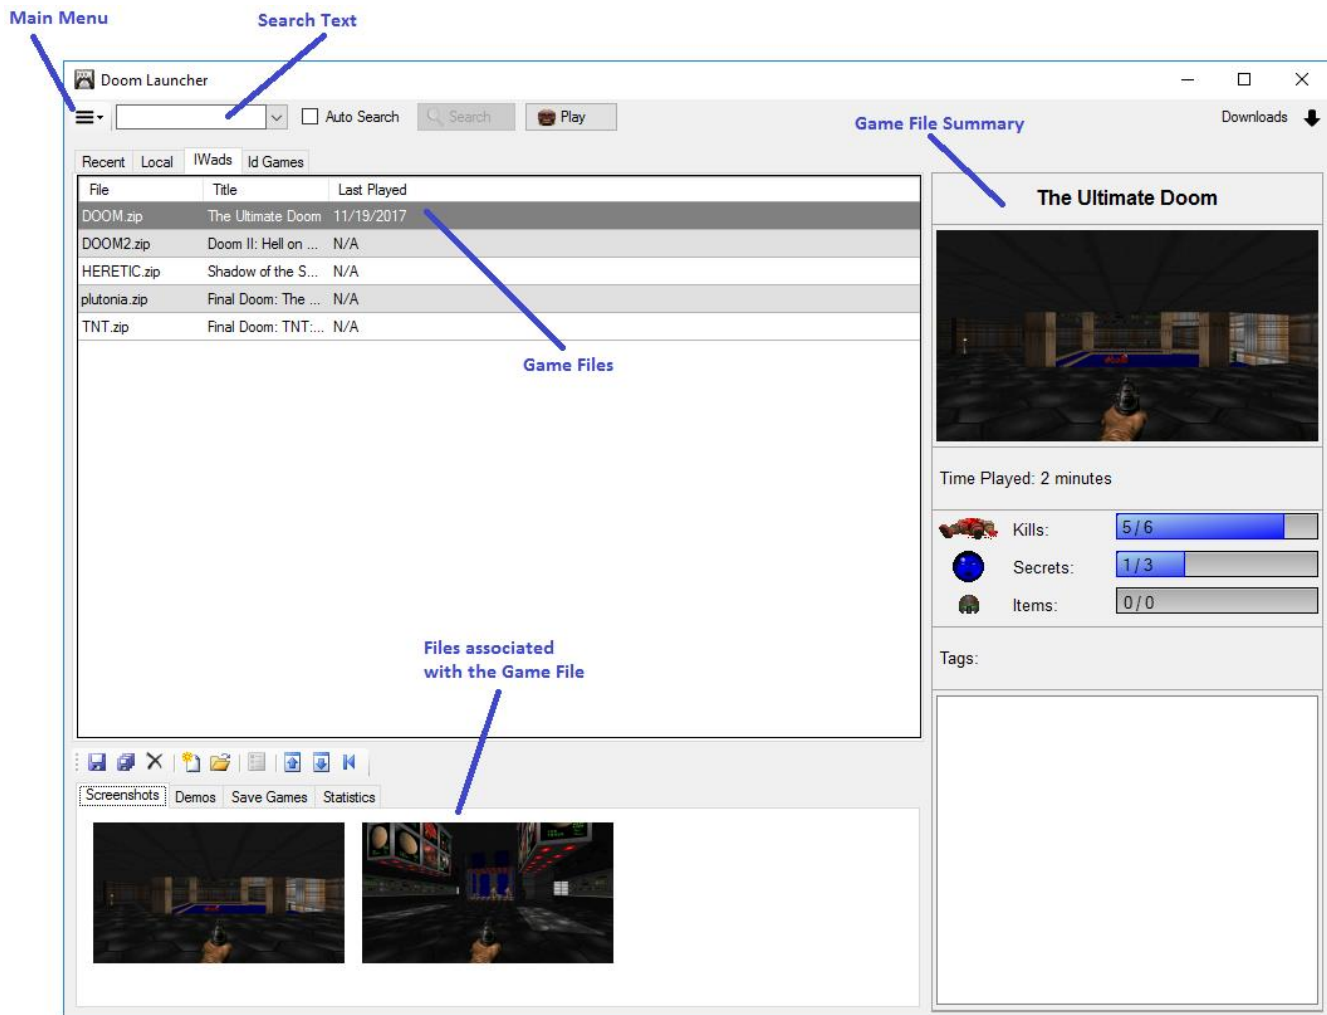 Main Menu
Search Text
Doom Launcher
Auto Search
Search
Play
Game File Summary
Downloads
Recent Local IWads Id Games
File Title Last Played
The Ultimate Doom
DOOM.zip The Ultimate Doom 11/19/2017
DOOM2.zip Doom II: Hell on ... N/A
HERETIC.zip Shadow of the S... N/A
plutonia.zip Final Doom: The ... N/A
TNT.zip Final Doom: TNT:... N/A
Game Files
Time Played: 2 minutes
Kills: 5 / 6
Secrets: 1 / 3
Items: 0 / 0
Files associated
with the Game File
Tags:
Screenshots Demos Save Games Statistics